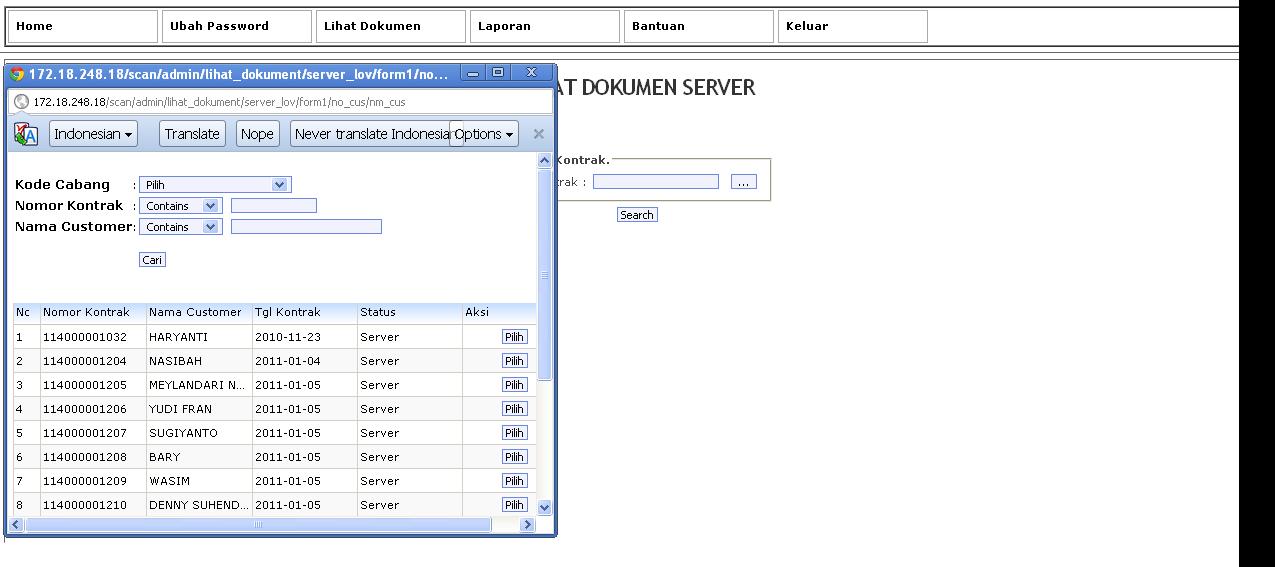 Home Ubah Password Lihat Dokumen Laporan Bantuan Keluar
172.18.248.18/scan/admin/lihat_dokument/server_lov/form1/no...
AT DOKUMEN SERVER
172.18.248.18/scan/admin/lihat_dokument/server_lov/form1/no_cus/nm_cus
Indonesian Translate Nope Never translate Indonesian Options
Kontrak.
Kode Cabang : Pilih
trak : ...
Nomor Kontrak : Contains
Search
Nama Customer: Contains
Cari
No Nomor Kontrak Nama Customer Tgl Kontrak Status Aksi
1 114000001032 HARYANTI 2010-11-23 Server Pilih
2 114000001204 NASIBAH 2011-01-04 Server Pilih
3 114000001205 MEYLANDARI N... 2011-01-05 Server Pilih
4 114000001206 YUDI FRAN 2011-01-05 Server Pilih
5 114000001207 SUGIYANTO 2011-01-05 Server Pilih
6 114000001208 BARY 2011-01-05 Server Pilih
7 114000001209 WASIM 2011-01-05 Server Pilih
8 114000001210 DENNY SUHEND... 2011-01-05 Server Pilih